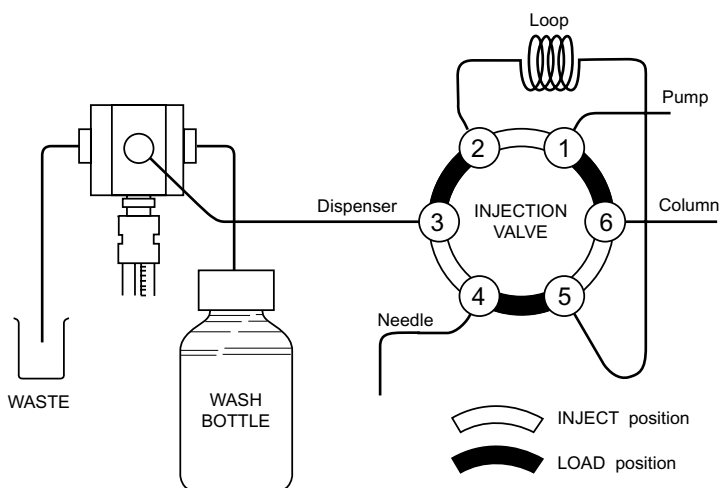 Loop
Pump
2
1
Dispenser
3
INJECTION
VALVE
6
Column
4
5
Needle
WASTE
WASH
BOTTLE
INJECT position
LOAD position